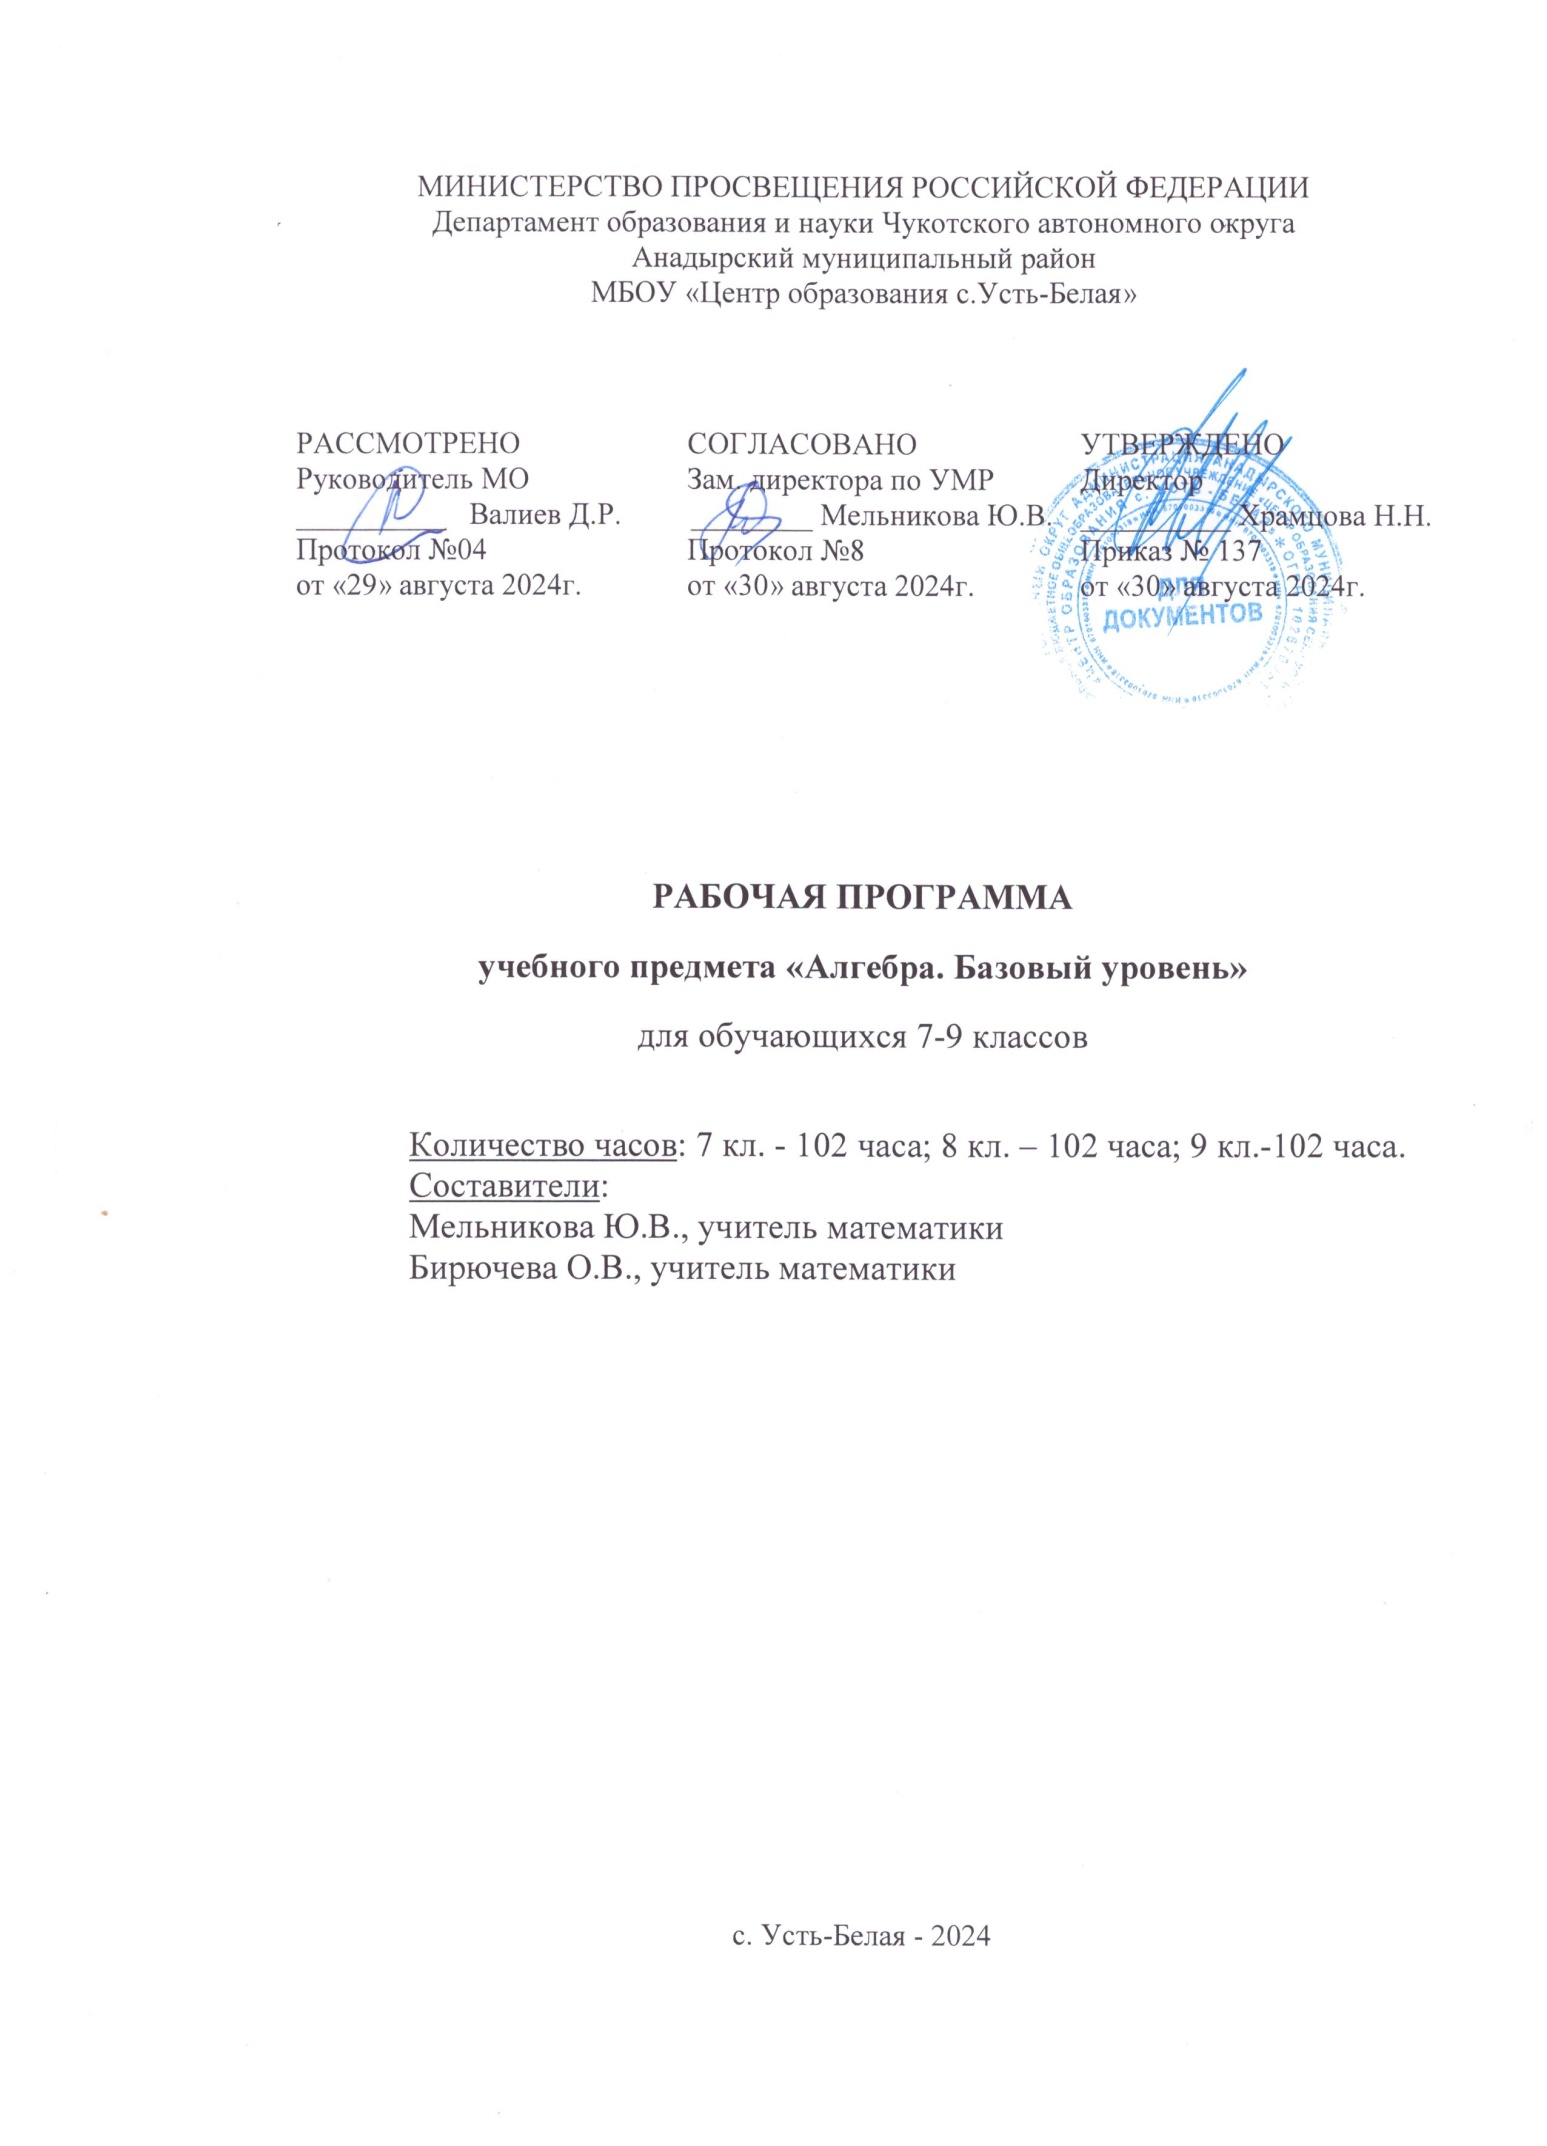 МИНИСТЕРСТВО ПРОСВЕЩЕНИЯ РОССИЙСКОЙ ФЕДЕРАЦИИ
Департамент образования и науки Чукотского автономного округа
Анадырский муниципальный район
МБОУ «Центр образования с.Усть-Белая»
РАССМОТРЕНО
Руководитель МО
__________ Валиев Д.Р.
Протокол №04
от «29» августа 2024г.
СОГЛАСОВАНО
Зам. директора по УМР
________ Мельникова Ю.В.
Протокол №8
от «30» августа 2024г.
УТВЕРЖДЕНО
Директор
__________ Храмцова Н.Н.
Приказ № 137
от «30» августа 2024г.
ДЛЯ
ДОКУМЕНТОВ
РАБОЧАЯ ПРОГРАММА
учебного предмета «Алгебра. Базовый уровень»
для обучающихся 7-9 классов
Количество часов: 7 кл. - 102 часа; 8 кл. – 102 часа; 9 кл.-102 часа.
Составители:
Мельникова Ю.В., учитель математики
Бирючева О.В., учитель математики
с. Усть-Белая - 2024